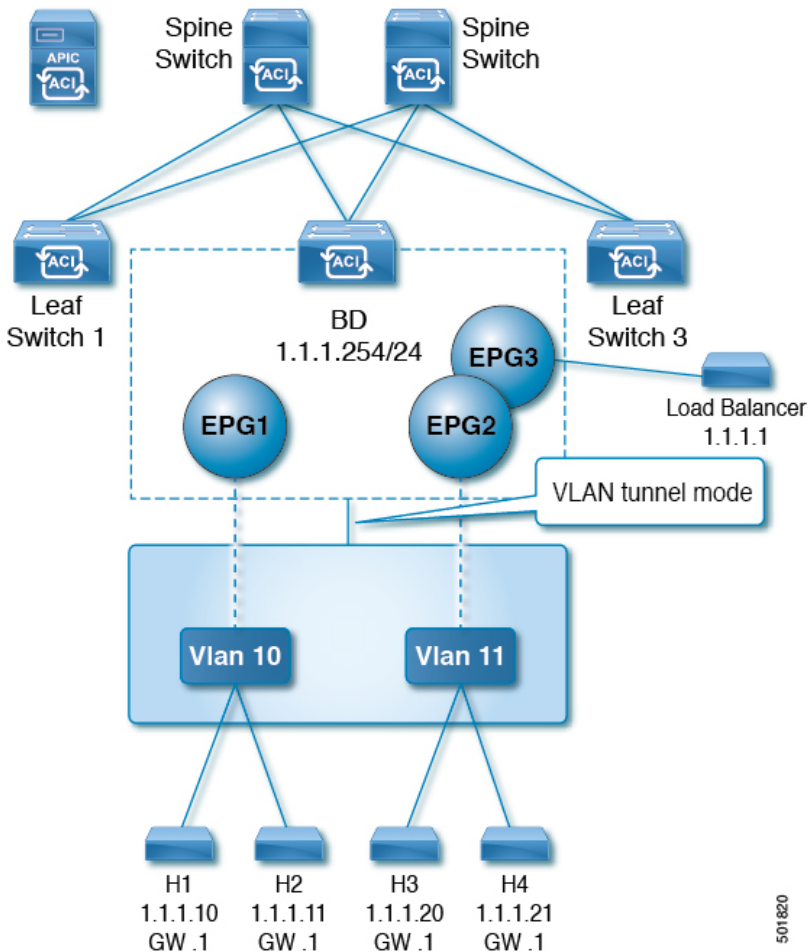 Spine
Switch
Spine
Switch
APIC
ACI
ACI
ACI
ACI
ACI
ACI
Leaf
Switch 1
BD
1.1.1.254/24
Leaf
Switch 3
EPG3
EPG1
EPG2
Load Balancer
1.1.1.1
VLAN tunnel mode
Vlan 10
Vlan 11
H1
1.1.1.10
GW .1
H2
1.1.1.11
GW .1
H3
1.1.1.20
GW .1
H4
1.1.1.21
GW .1
501820